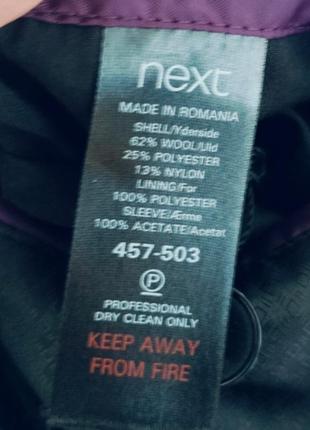 next
MADE IN ROMANIA
SHELL/Yderside
62% WOOL/Uld
25% POLYESTER
13% NYLON
LINING/For
100% POLYESTER
SLEEVE/Ærme
100% ACETATE/Acetat
457-503
P
PROFESSIONAL
DRY CLEAN ONLY
KEEP AWAY
FROM FIRE